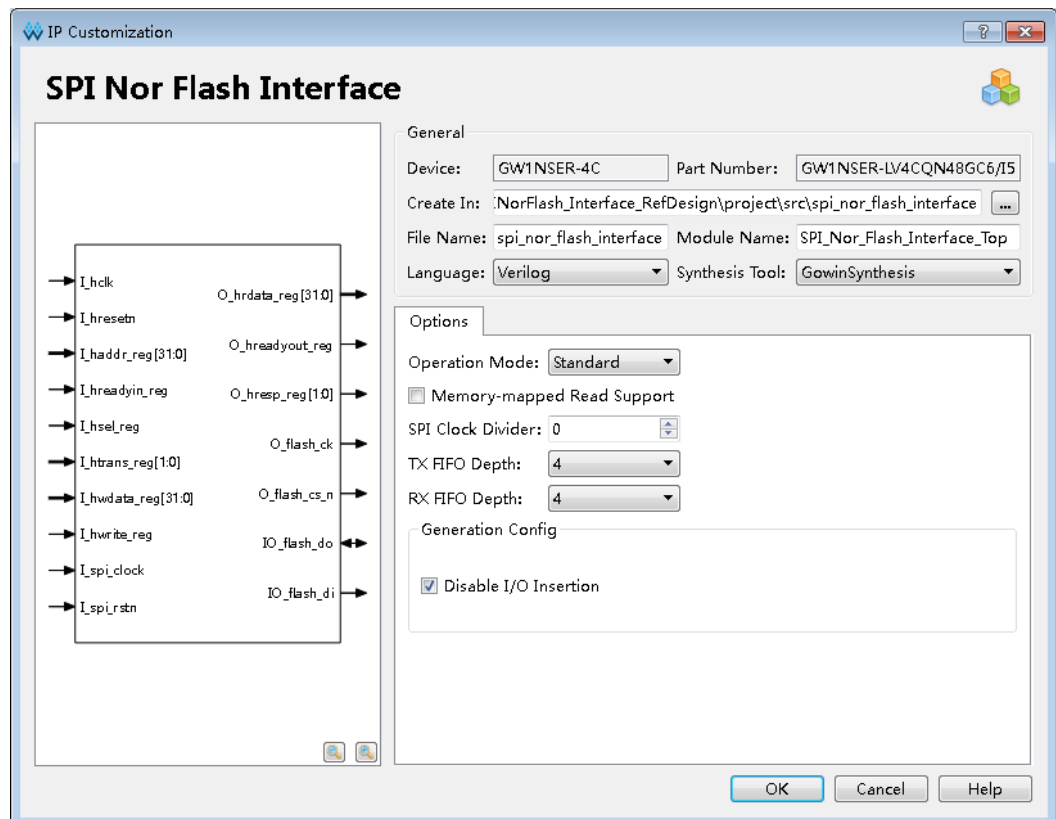 IP Customization
SPI Nor Flash Interface
I_hclk
I_hresetn
I_haddr_reg[31:0]
I_hreadyin_reg
I_hsel_reg
I_htrans_reg[1:0]
I_hwdata_reg[31:0]
I_hwrite_reg
I_spi_clock
I_spi_rstn
O_hrdata_reg[31:0]
O_hreadyout_reg
O_hresp_reg[1:0]
O_flash_ck
O_flash_cs_n
IO_flash_do
IO_flash_di
General
Device: GW1NSER-4C Part Number: GW1NSER-LV4CQN48GC6/I5
Create In: NorFlash_Interface_RefDesign\project\src\spi_nor_flash_interface ...
File Name: spi_nor_flash_interface Module Name: SPI_Nor_Flash_Interface_Top
Language: Verilog Synthesis Tool: GowinSynthesis
Options
Operation Mode: Standard
Memory-mapped Read Support
SPI Clock Divider: 0
TX FIFO Depth: 4
RX FIFO Depth: 4
Generation Config
Disable I/O Insertion
OK Cancel Help